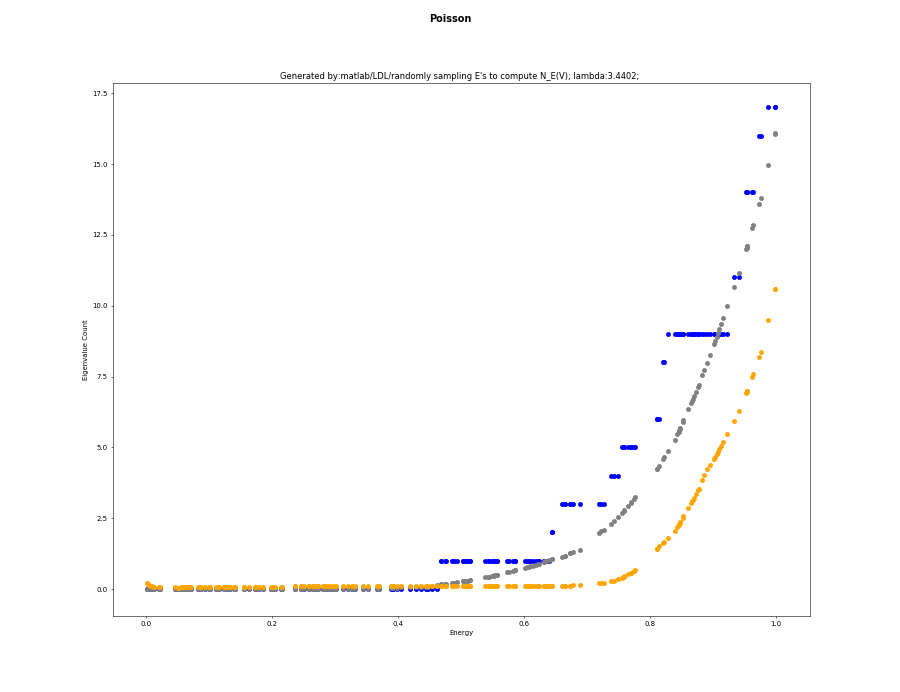 Poisson
Generated by:matlab/LDL/randomly sampling E's to compute N_E(V); lambda:3.4402;
17.5
15.0
12.5
10.0
7.5
5.0
2.5
0.0
Eigenvalue Count
0.0 0.2 0.4 0.6 0.8 1.0
Energy